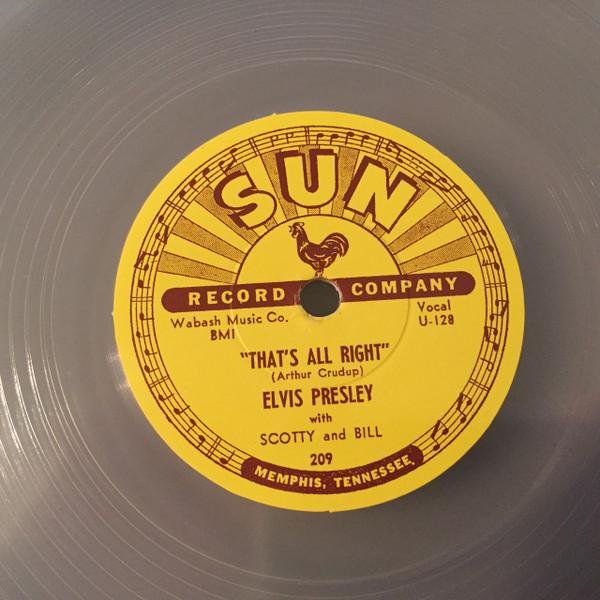 SUN
RECORD COMPANY
Wabash Music Co.
BMI
Vocal
U-128
"THAT'S ALL RIGHT"
(Arthur Crudup)
ELVIS PRESLEY
with
SCOTTY and BILL
209
MEMPHIS, TENNESSEE